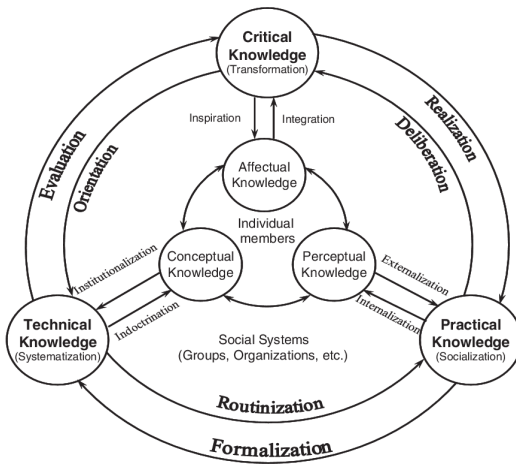 Critical
Knowledge
(Transformation)
Realization
Deliberation
Evaluation
Orientation
Inspiration
Integration
Affectual
Knowledge
Individual
members
Conceptual
Knowledge
Perceptual
Knowledge
Institutionalization
Indoctrination
Externalization
Internalization
Technical
Knowledge
(Systematization)
Social Systems
(Groups, Organizations, etc.)
Practical
Knowledge
(Socialization)
Routinization
Formalization